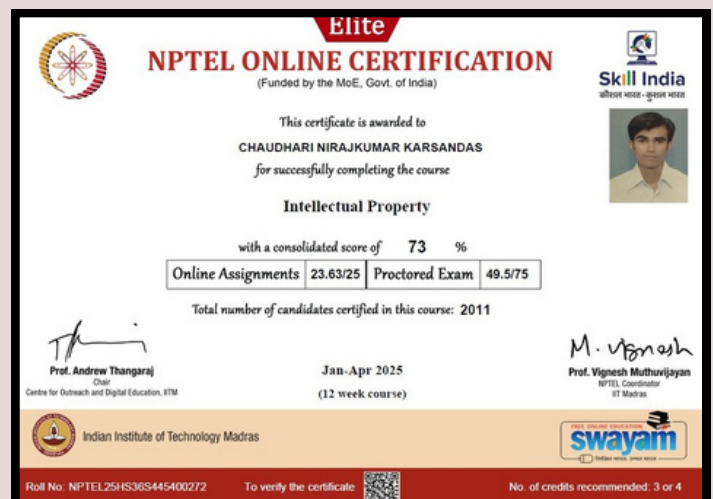 Elite
NPTEL ONLINE CERTIFICATION
(Funded by the MoE, Govt. of India)
Skill India
कौशल भारत - कुशल भारत
This certificate is awarded to
CHAUDHARI NIRAJKUMAR KARSANDAS
for successfully completing the course
Intellectual Property
with a consolidated score of 73 %
Online Assignments 23.63/25 Proctored Exam 49.5/75
Total number of candidates certified in this course: 2011
Prof. Andrew Thangaraj
Chair
Centre for Outreach and Digital Education, IITM
Jan-Apr 2025
(12 week course)
M. Vignesh
Prof. Vignesh Muthuvijayan
NPTEL Coordinator
IIT Madras
Indian Institute of Technology Madras
FREE ONLINE EDUCATION
swayam
शिक्षित भारत, उन्नत भारत
Roll No: NPTEL25HS36S445400272 To verify the certificate No. of credits recommended: 3 or 4